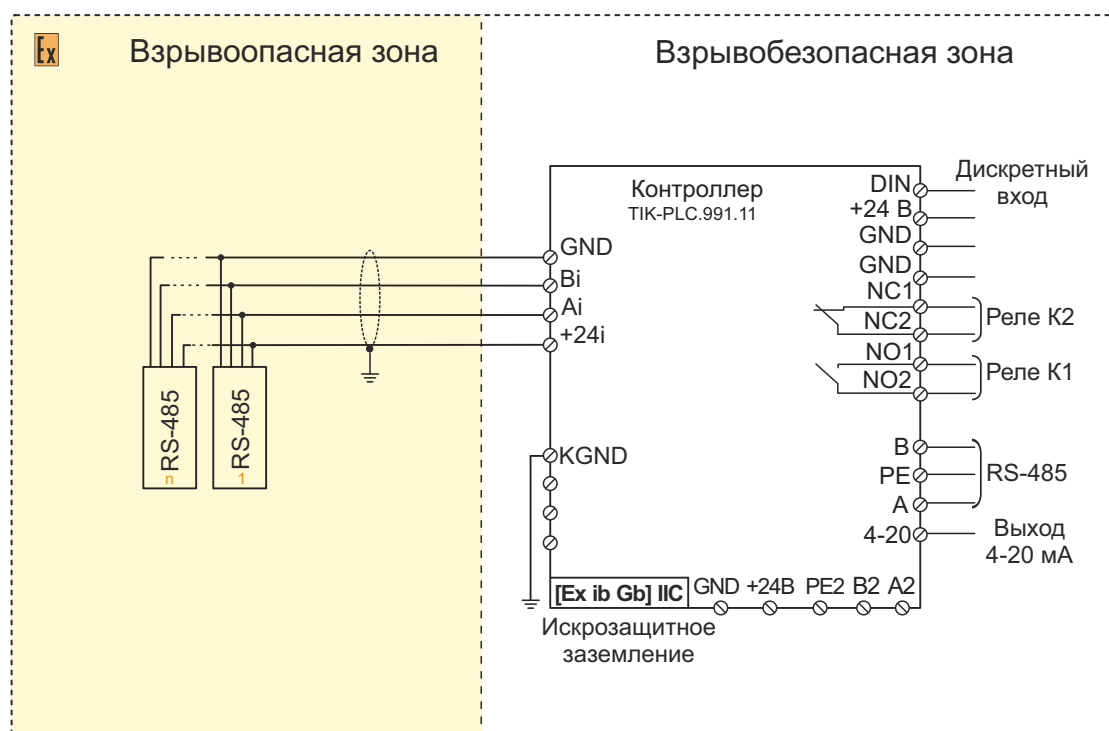 Ex
Взрывоопасная зона
Взрывобезопасная зона
Контроллер
TIK-PLC.991.11
GND
Bi
Ai
+24i
KGND
RS-485
n
RS-485
1
DIN
+24 В
GND
GND
NC1
NC2
NO1
NO2
B
PE
A
4-20
Дискретный
вход
Реле К2
Реле К1
RS-485
Выход
4-20 мА
[Ex ib Gb] IIC
GND +24В PE2 B2 A2
Искрозащитное
заземление